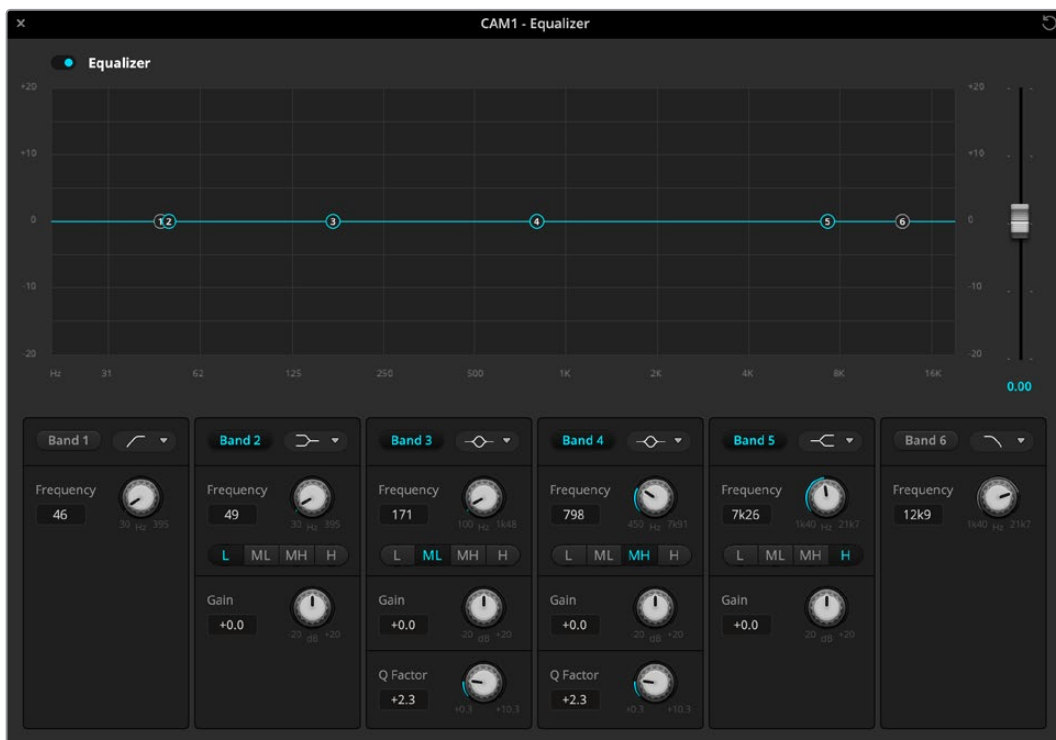 × CAM1 - Equalizer
Equalizer
+20 +20
+10 +10
0 1 2 3 4 5 6 0
-10 -10
-20 -20
Hz 31 62 125 250 500 1K 2K 4K 8K 16K
0.00
Band 1 Band 2 Band 3 Band 4 Band 5 Band 6
Frequency Frequency Frequency Frequency Frequency Frequency
46 49 171 798 7k26 12k9
30 Hz 395 30 Hz 395 100 Hz 1k48 450 Hz 7k91 1k40 Hz 21k7 1k40 Hz 21k7
L ML MH H L ML MH H L ML MH H L ML MH H
Gain Gain Gain Gain
+0.0 +0.0 +0.0 +0.0
-20 dB +20 -20 dB +20 -20 dB +20 -20 dB +20
Q Factor Q Factor
+2.3 +2.3
+0.3 +10.3 +0.3 +10.3